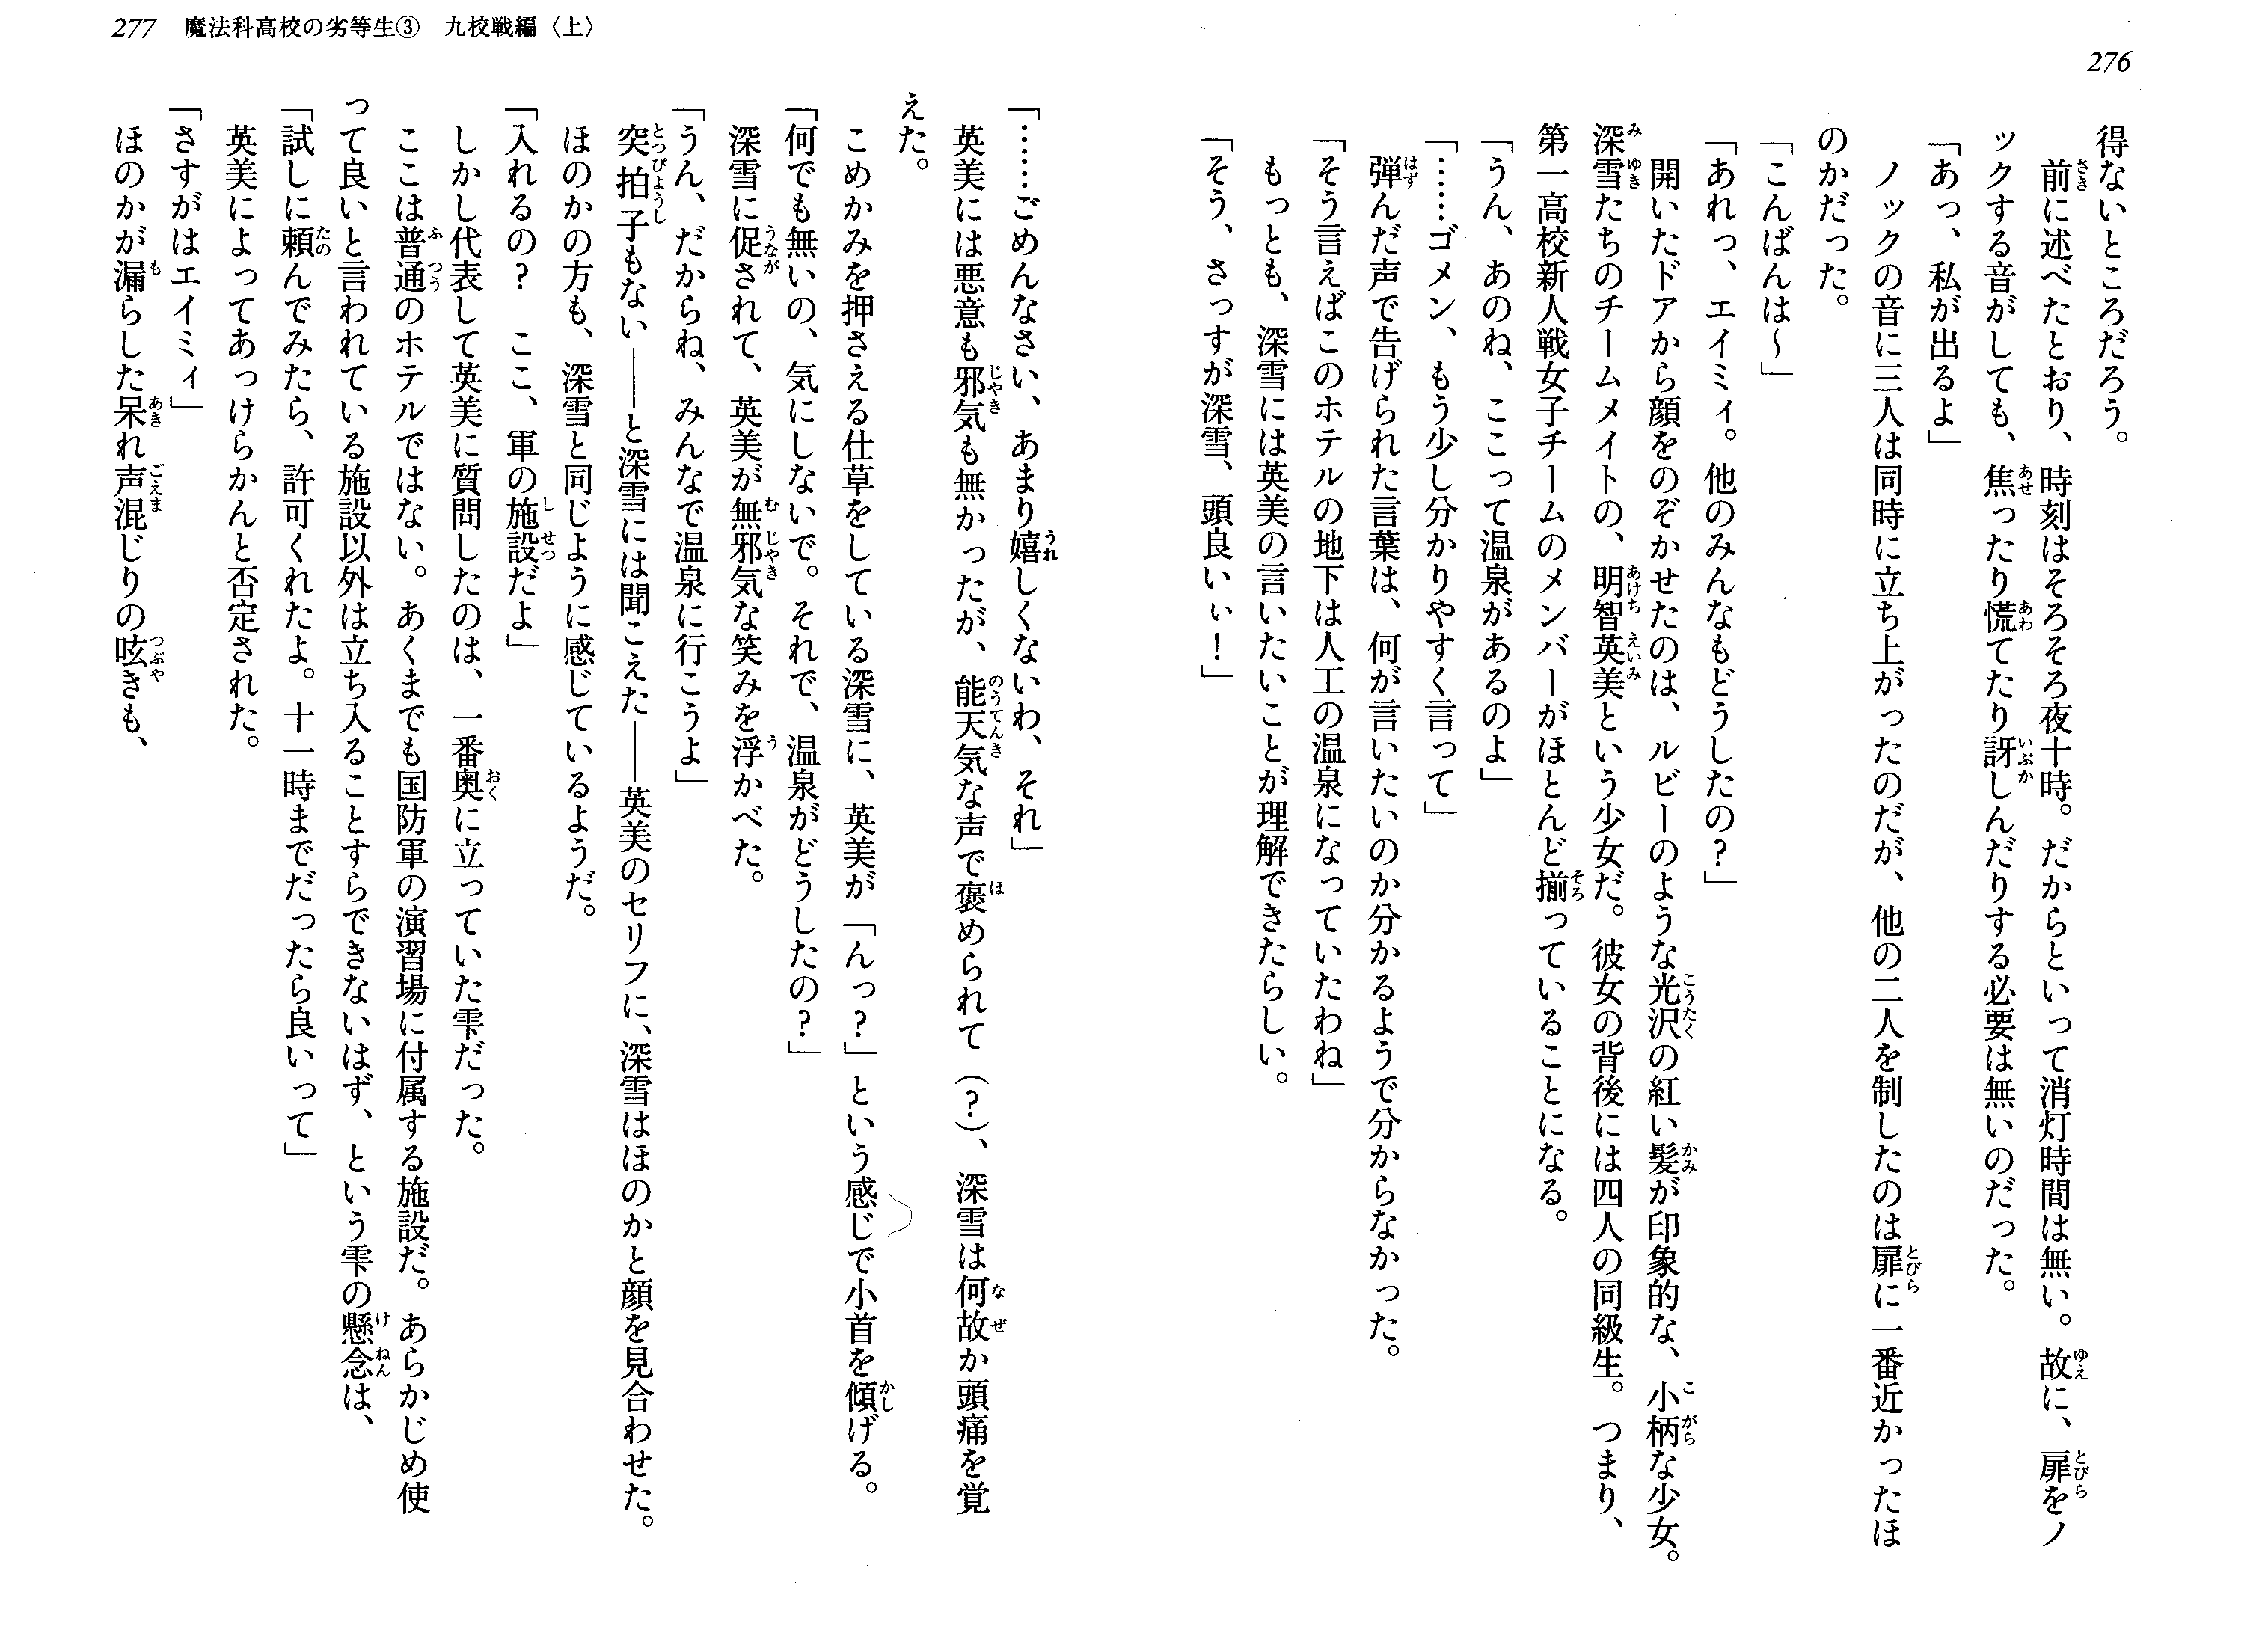 276
得ないところだろう。
前に述べたとおり、時刻はそろそろ夜十時。だからといって消灯時間は無い。故に、扉をノ
ックする音がしても、焦ったり慌てたり訝しんだりする必要は無いのだった。
「あっ、私が出るよ」
ノックの音に三人は同時に立ち上がったのだが、他の二人を制したのは扉に一番近かったほ
のかだった。
「こんばんは〜」
「あれっ、エイミィ。他のみんなもどうしたの?」
開いたドアから顔をのぞかせたのは、ルビーのような光沢の紅い髪が印象的な、小柄な少女。
深雪たちのチームメイトの、明智英美という少女だ。彼女の背後には四人の同級生。つまり、
第一高校新人戦女子チームのメンバーがほとんど揃っていることになる。
「うん、あのね、ここって温泉があるのよ」
「……ゴメン、もう少し分かりやすく言って」
弾んだ声で告げられた言葉は、何が言いたいのか分かるようで分からなかった。
「そう言えばこのホテルの地下は人工の温泉になっていたわね」
もっとも、深雪には英美の言いたいことが理解できたらしい。
「そう、さっすが深雪、頭良いぃ!」
277 魔法科高校の劣等生③ 九校戦編〈上〉
「……ごめんなさい、あまり嬉しくないわ、それ」
英美には悪意も邪気も無かったが、能天気な声で褒められて(?)、深雪は何故か頭痛を覚
えた。
こめかみを押さえる仕草をしている深雪に、英美が「んっ?」という感じで小首を傾げる。
「何でも無いの、気にしないで。それで、温泉がどうしたの?」
深雪に促されて、英美が無邪気な笑みを浮かべた。
「うん、だからね、みんなで温泉に行こうよ」
突拍子もない――と深雪には聞こえた――英美のセリフに、深雪はほのかと顔を見合わせた。
ほのかの方も、深雪と同じように感じているようだ。
「入れるの? ここ、軍の施設だよ」
しかし代表して英美に質問したのは、一番奥に立っていた雫だった。
ここは普通のホテルではない。あくまでも国防軍の演習場に付属する施設だ。あらかじめ使
って良いと言われている施設以外は立ち入ることすらできないはず、という雫の懸念は、
「試しに頼んでみたら、許可くれたよ。十一時までだったら良いって」
英美によってあっけらかんと否定された。
「さすがはエイミィ」
ほのかが漏らした呆れ声混じりの呟きも、